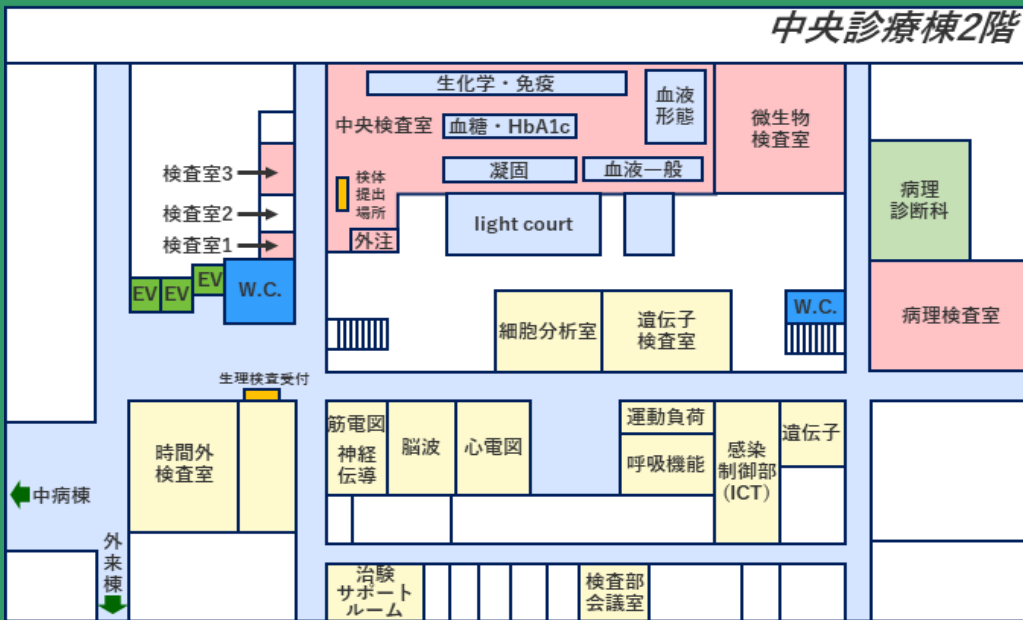 中央診療棟2階
生化学・免疫
血液
形態
中央検査室
血糖・HbA1c
微生物
検査室
凝固
血液一般
検査室3
検体
提出
場所
検査室2
検査室1
外注
light court
病理
診断科
EV
EV
EV
W.C.
W.C.
病理検査室
細胞分析室
遺伝子
検査室
生理検査受付
時間外
検査室
筋電図
神経
伝導
脳波
心電図
運動負荷
呼吸機能
感染
制御部
(ICT)
遺伝子
中病棟
外来棟
治験
サポート
ルーム
検査部
会議室